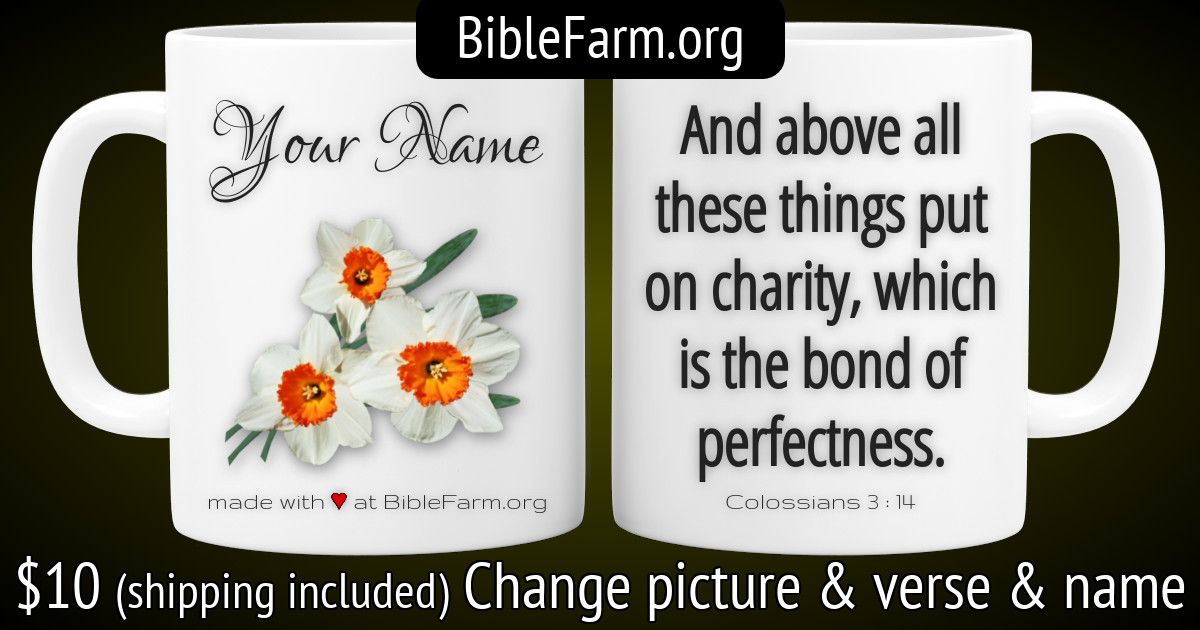 BibleFarm.org
Your Name
made with ♥ at BibleFarm.org
And above all
these things put
on charity, which
is the bond of
perfectness.
Colossians 3 : 14
$10 (shipping included) Change picture & verse & name